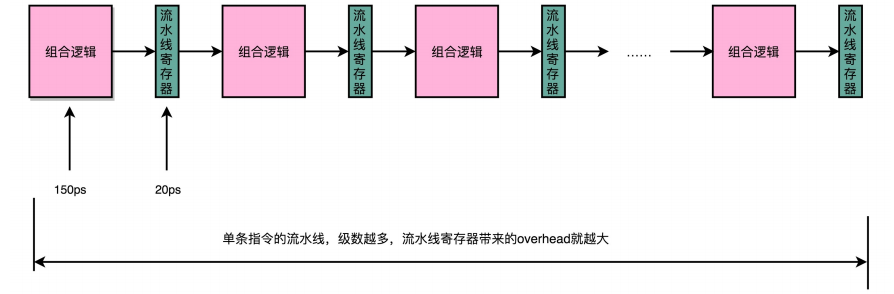 组合逻辑
流水线寄存器
组合逻辑
流水线寄存器
组合逻辑
流水线寄存器
……
组合逻辑
流水线寄存器
150ps
20ps
单条指令的流水线，级数越多，流水线寄存器带来的overhead就越大